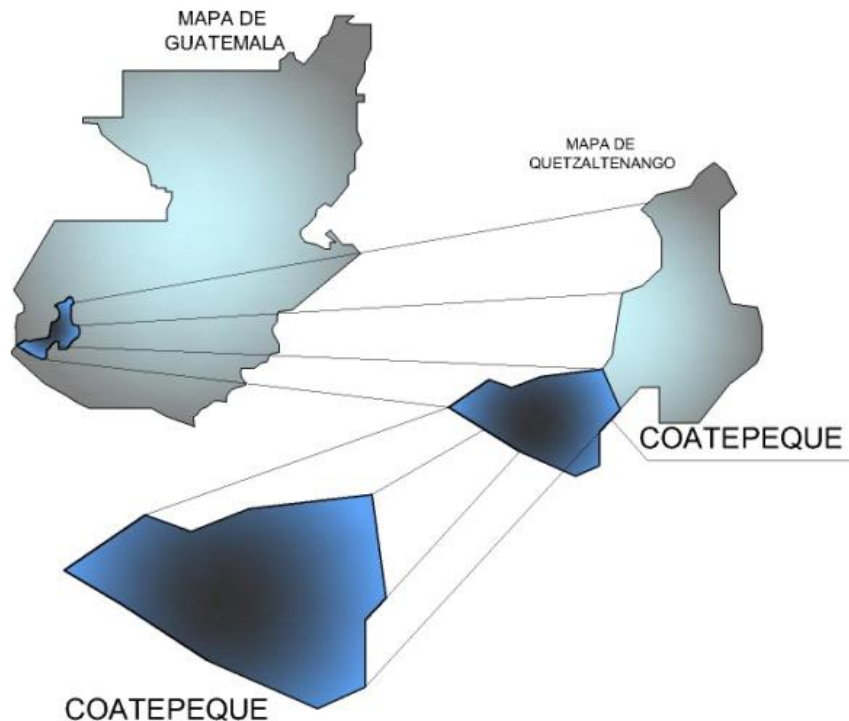 MAPA DE
GUATEMALA
MAPA DE
QUETZALTENANGO
COATEPEQUE
COATEPEQUE